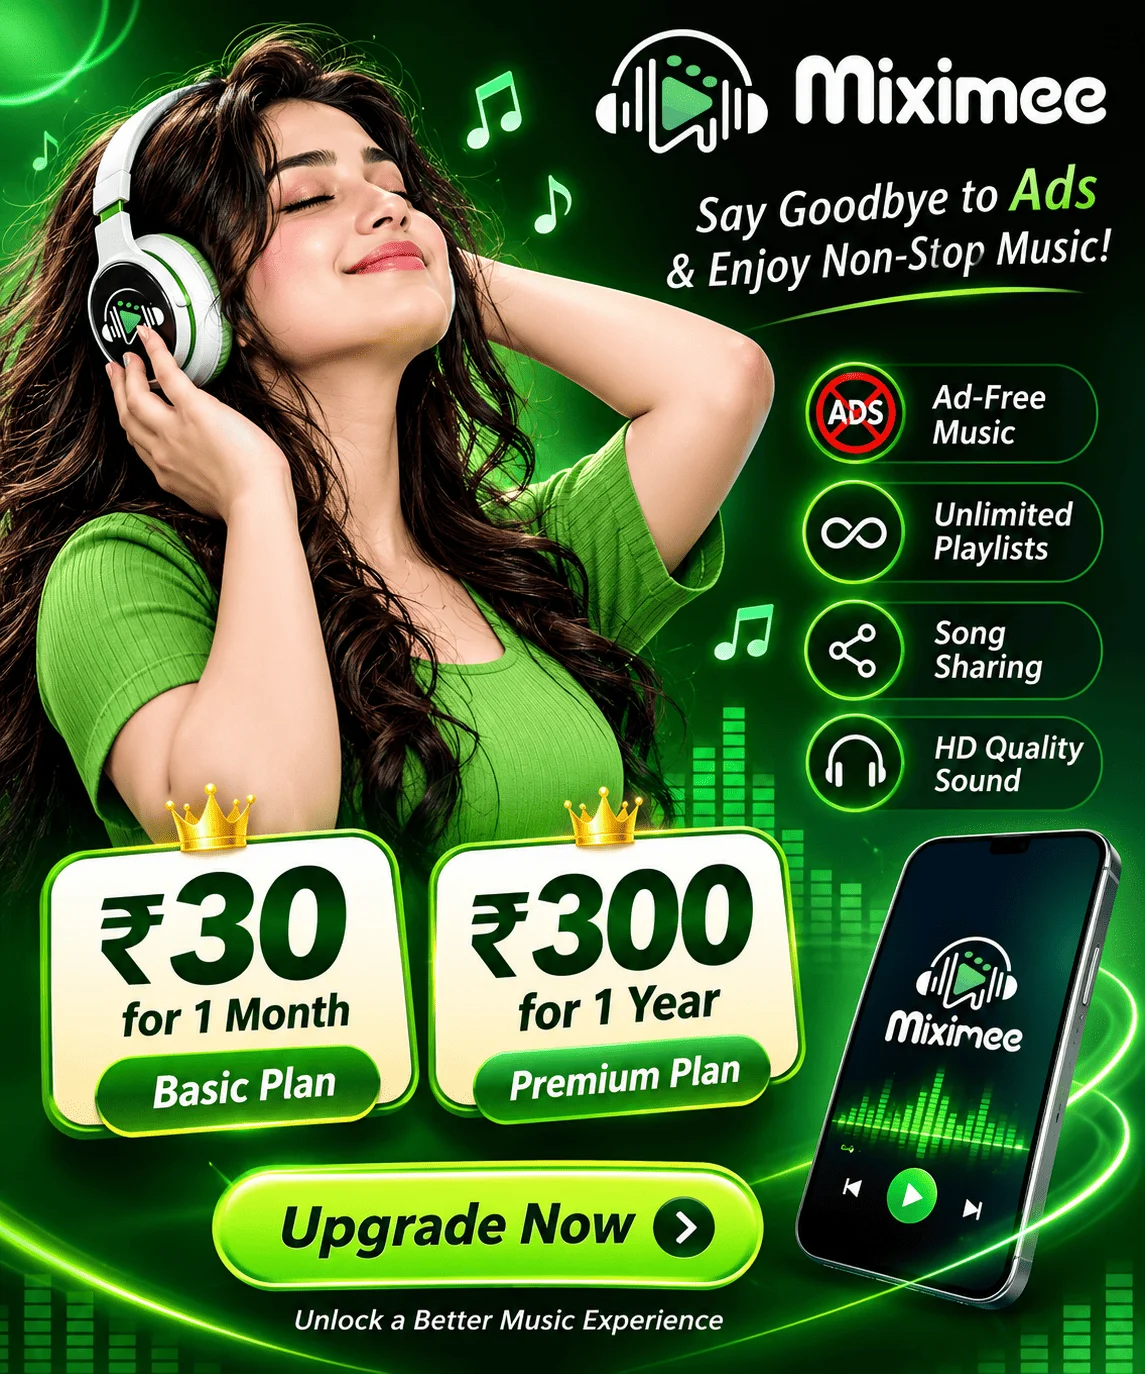 Miximee
Say Goodbye to Ads
& Enjoy Non-Stop Music!
ADS
Ad-Free
Music
Unlimited
Playlists
Song
Sharing
HD Quality
Sound
₹30
for 1 Month
Basic Plan
₹300
for 1 Year
Premium Plan
Miximee
Upgrade Now
Unlock a Better Music Experience